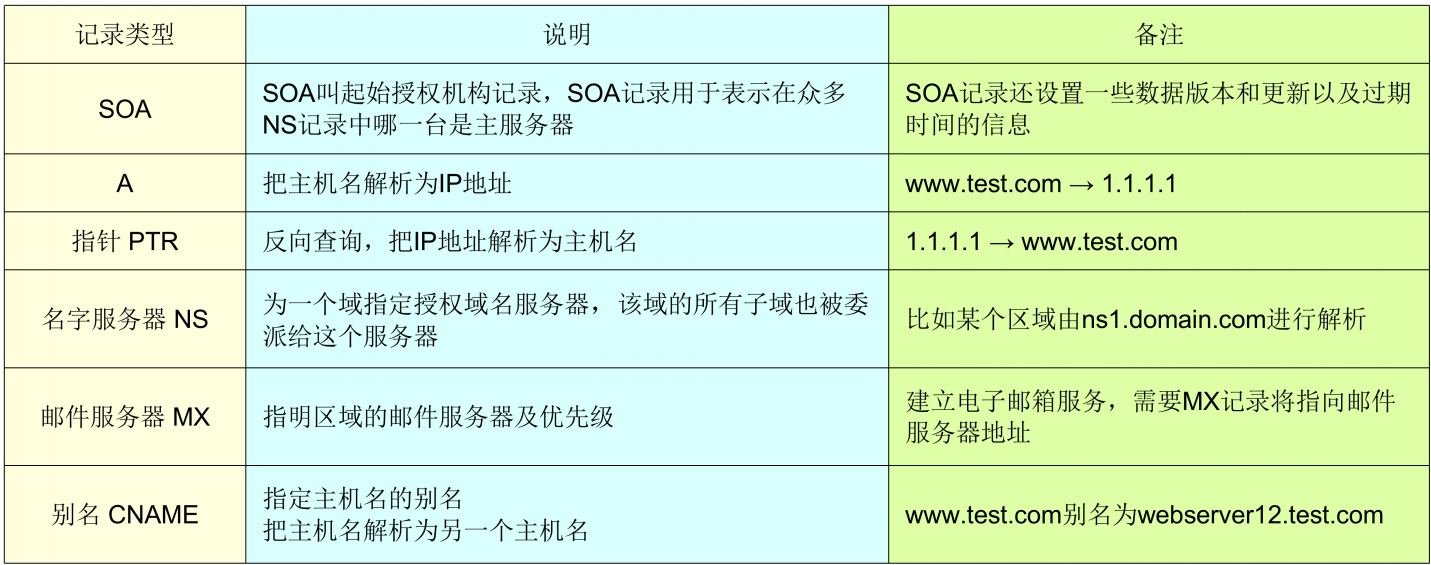 记录类型
说明
备注
SOA
SOA叫起始授权机构记录，SOA记录用于表示在众多
NS记录中哪一台是主服务器
SOA记录还设置一些数据版本和更新以及过期
时间的信息
A
把主机名解析为IP地址
www.test.com → 1.1.1.1
指针 PTR
反向查询，把IP地址解析为主机名
1.1.1.1 → www.test.com
名字服务器 NS
为一个域指定授权域名服务器，该域的所有子域也被委
派给这个服务器
比如某个区域由ns1.domain.com进行解析
邮件服务器 MX
指明区域的邮件服务器及优先级
建立电子邮箱服务，需要MX记录将指向邮件
服务器地址
别名 CNAME
指定主机名的别名
把主机名解析为另一个主机名
www.test.com别名为webserver12.test.com